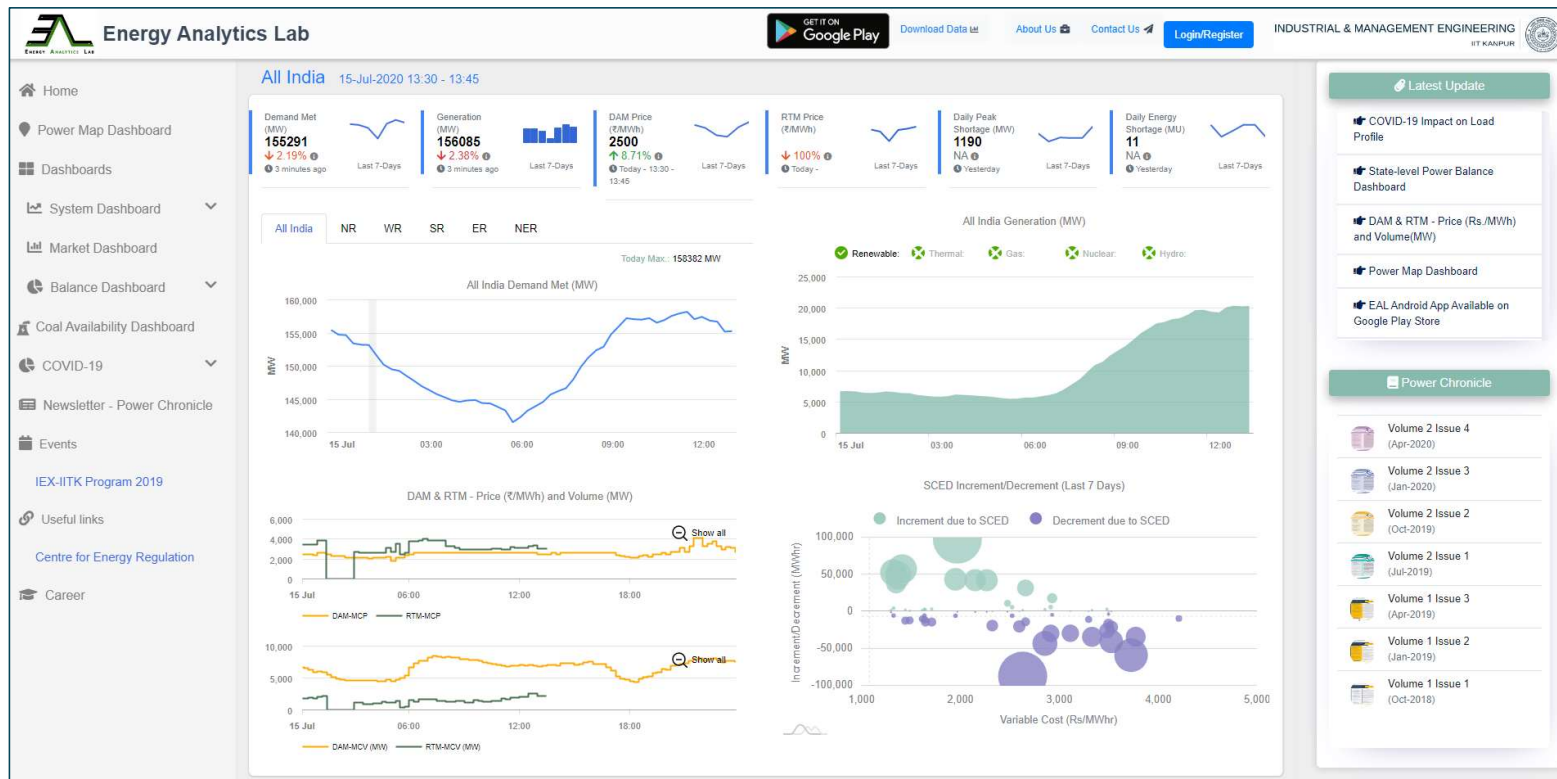 ENERGY ANALYTICS LAB
Energy Analytics Lab
GET IT ON
Google Play
Download Data
About Us
Contact Us
Login/Register
INDUSTRIAL & MANAGEMENT ENGINEERING
IIT KANPUR
Home
Power Map Dashboard
Dashboards
System Dashboard
Market Dashboard
Balance Dashboard
Coal Availability Dashboard
COVID-19
Newsletter - Power Chronicle
Events
IEX-IITK Program 2019
Useful links
Centre for Energy Regulation
Career
All India 15-Jul-2020 13:30 - 13:45
Demand Met
(MW)
155291
2.19%
3 minutes ago
Last 7-Days
Generation
(MW)
156085
2.38%
3 minutes ago
Last 7-Days
DAM Price
(₹/MWh)
2500
8.71%
Today - 13:30 -
13:45
Last 7-Days
RTM Price
(₹/MWh)
100%
Today -
Last 7-Days
Daily Peak
Shortage (MW)
1190
NA
Yesterday
Last 7-Days
Daily Energy
Shortage (MU)
11
NA
Yesterday
Last 7-Days
All India NR WR SR ER NER
Today Max.: 158382 MW
All India Demand Met (MW)
MW
160,000
155,000
150,000
145,000
140,000
15 Jul 03:00 06:00 09:00 12:00
All India Generation (MW)
Renewable: Thermal: Gas: Nuclear: Hydro:
MW
25,000
20,000
15,000
10,000
5,000
0
15 Jul 03:00 06:00 09:00 12:00
DAM & RTM - Price (₹/MWh) and Volume (MW)
Show all
6,000
4,000
2,000
0
15 Jul 06:00 12:00 18:00
DAM-MCP RTM-MCP
Show all
10,000
5,000
0
15 Jul 06:00 12:00 18:00
DAM-MCV (MW) RTM-MCV (MW)
SCED Increment/Decrement (Last 7 Days)
Increment due to SCED Decrement due to SCED
Increment/Decrement (MWhr)
100,000
50,000
0
-50,000
-100,000
1,000 2,000 3,000 4,000 5,000
Variable Cost (Rs/MWhr)
Latest Update
COVID-19 Impact on Load
Profile
State-level Power Balance
Dashboard
DAM & RTM - Price (Rs./MWh)
and Volume(MW)
Power Map Dashboard
EAL Android App Available on
Google Play Store
Power Chronicle
Volume 2 Issue 4
(Apr-2020)
Volume 2 Issue 3
(Jan-2020)
Volume 2 Issue 2
(Oct-2019)
Volume 2 Issue 1
(Jul-2019)
Volume 1 Issue 3
(Apr-2019)
Volume 1 Issue 2
(Jan-2019)
Volume 1 Issue 1
(Oct-2018)